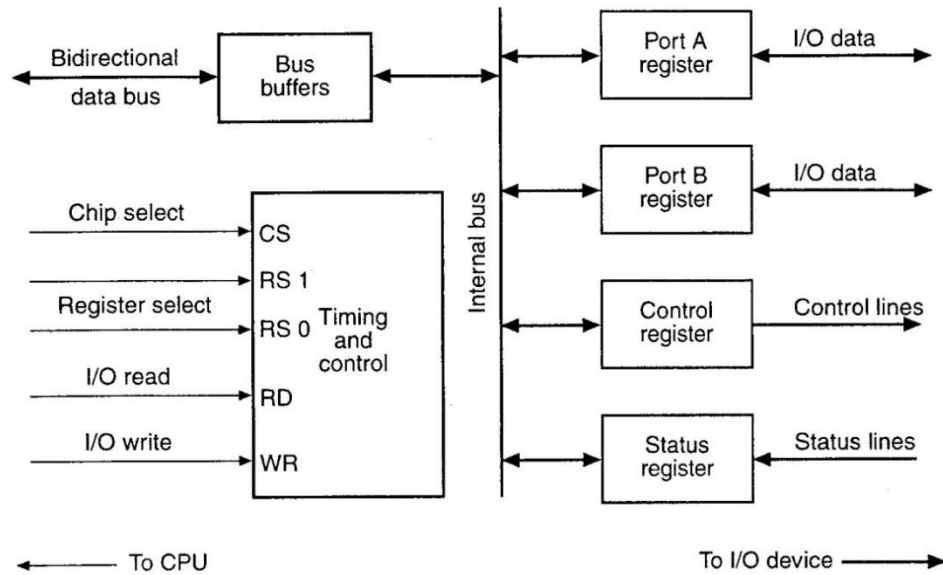 Bidirectional
data bus
Bus
buffers
Port A
register
I/O data
Port B
register
I/O data
Internal bus
Chip select
CS
RS 1
Register select
RS 0
Timing
and
control
I/O read
RD
I/O write
WR
Control
register
Control lines
Status
register
Status lines
To CPU
To I/O device